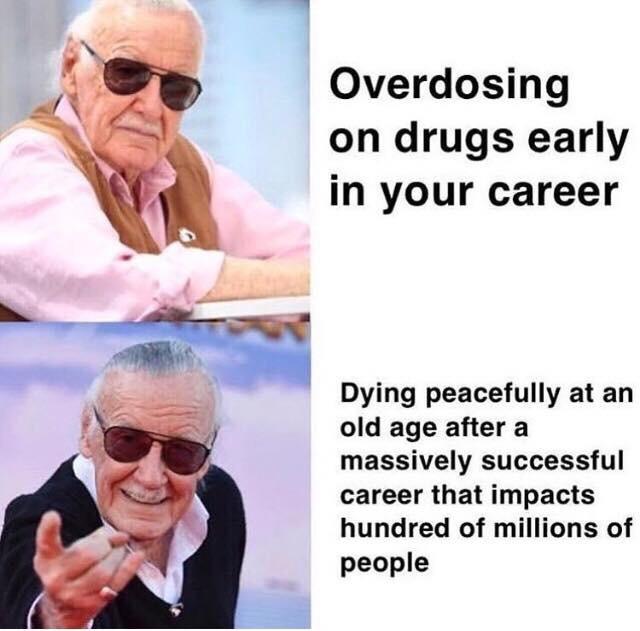 Overdosing
on drugs early
in your career
Dying peacefully at an
old age after a
massively successful
career that impacts
hundred of millions of
people